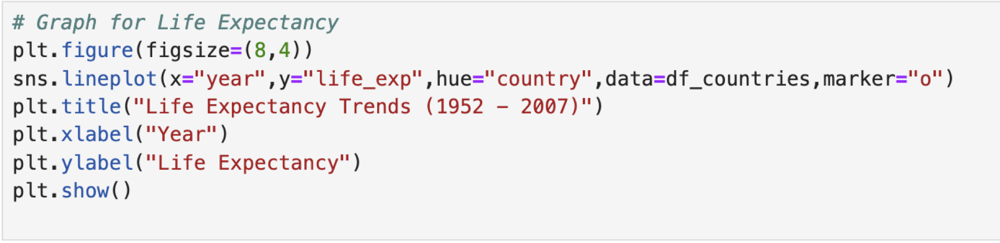 # Graph for Life Expectancy
plt.figure(figsize=(8,4))
sns.lineplot(x="year",y="life_exp",hue="country",data=df_countries,marker="o")
plt.title("Life Expectancy Trends (1952 – 2007)")
plt.xlabel("Year")
plt.ylabel("Life Expectancy")
plt.show()